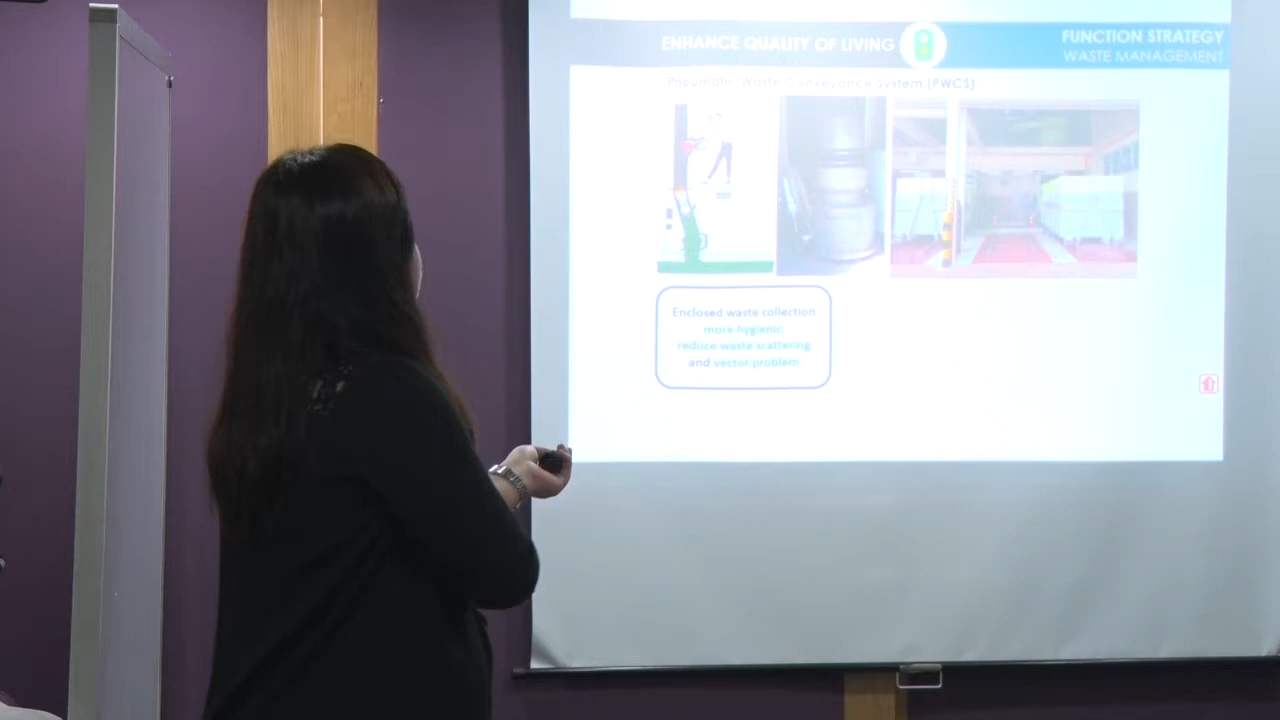 ENHANCE QUALITY OF LIVING
FUNCTION STRATEGY
WASTE MANAGEMENT
Pneumatic Waste Conveyance System (PWCS)
Enclosed waste collection
more hygienic,
reduce waste scattering
and vector problem